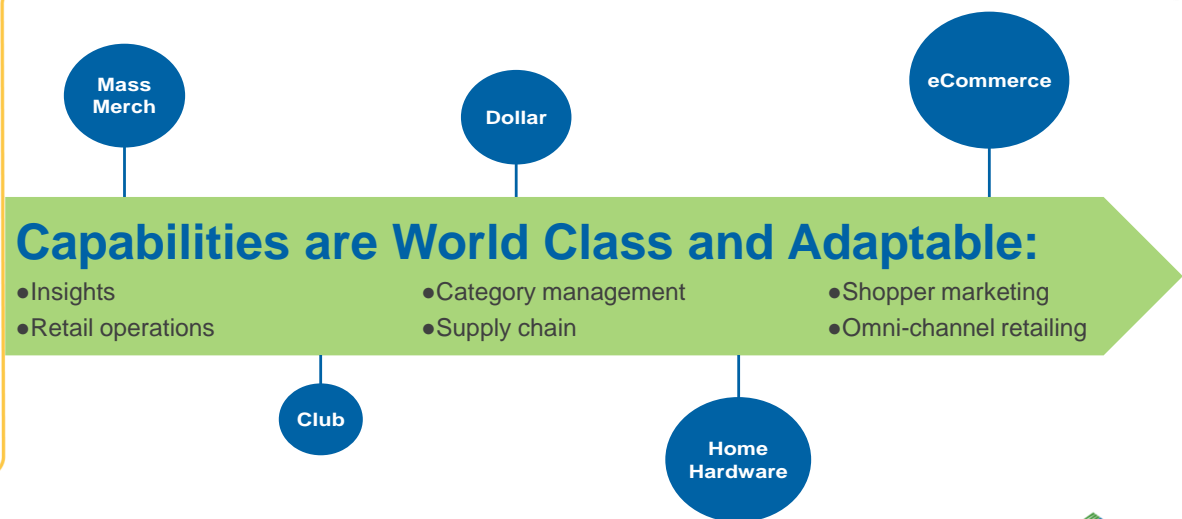 Mass
Merch
Dollar
eCommerce
Capabilities are World Class and Adaptable:
●Insights
●Category management
●Shopper marketing
●Retail operations
●Supply chain
●Omni-channel retailing
Club
Home
Hardware